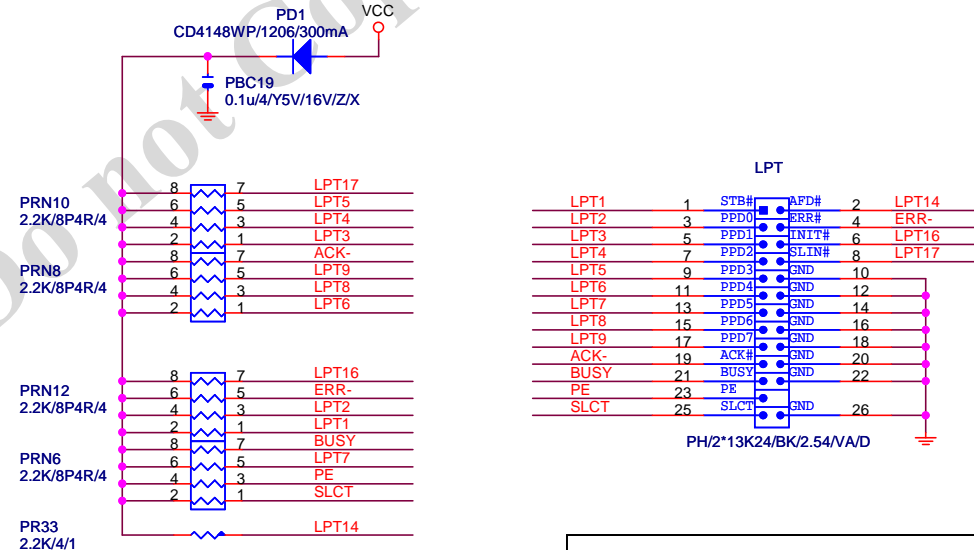 PD1
VCC
CD4148WP/1206/300mA
PBC19
0.1u/4/Y5V/16V/Z/X
Do not Co
PRN10
2.2K/8P4R/4
8 7 LPT17
6 5 LPT5
4 3 LPT4
2 1 LPT3
PRN8
2.2K/8P4R/4
8 7 ACK-
6 5 LPT9
4 3 LPT8
2 1 LPT6
PRN12
2.2K/8P4R/4
8 7 LPT16
6 5 ERR-
4 3 LPT2
2 1 LPT1
PRN6
2.2K/8P4R/4
8 7 BUSY
6 5 LPT7
4 3 PE
2 1 SLCT
PR33
2.2K/4/1
LPT14
LPT
LPT1 1 STB# AFD# 2 LPT14
LPT2 3 PPD0 ERR# 4 ERR-
LPT3 5 PPD1 INIT# 6 LPT16
LPT4 7 PPD2 SLIN# 8 LPT17
LPT5 9 PPD3 GND 10
LPT6 11 PPD4 GND 12
LPT7 13 PPD5 GND 14
LPT8 15 PPD6 GND 16
LPT9 17 PPD7 GND 18
ACK- 19 ACK# GND 20
BUSY 21 BUSY GND 22
PE 23 PE
SLCT 25 SLCT GND 26
PH/2*13K24/BK/2.54/VA/D